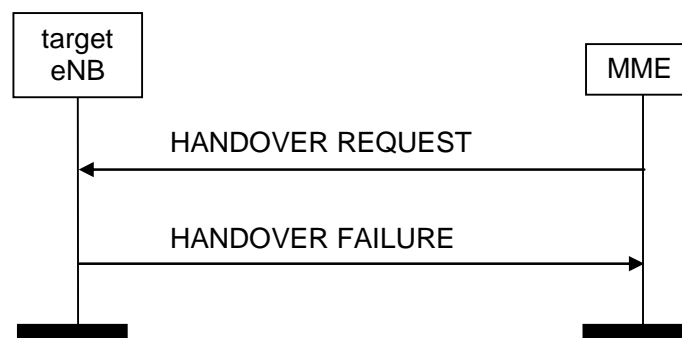 target
eNB
MME
HANDOVER REQUEST
HANDOVER FAILURE